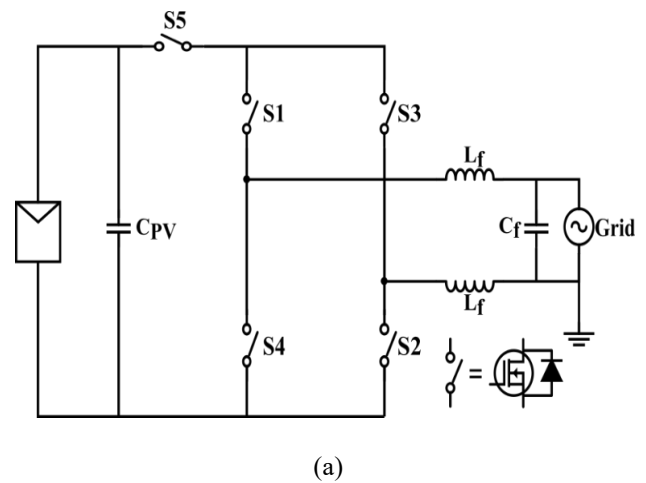 S5
S1
S3
Lf
CPV
Cf
Grid
Lf
S4
S2
=
(a)